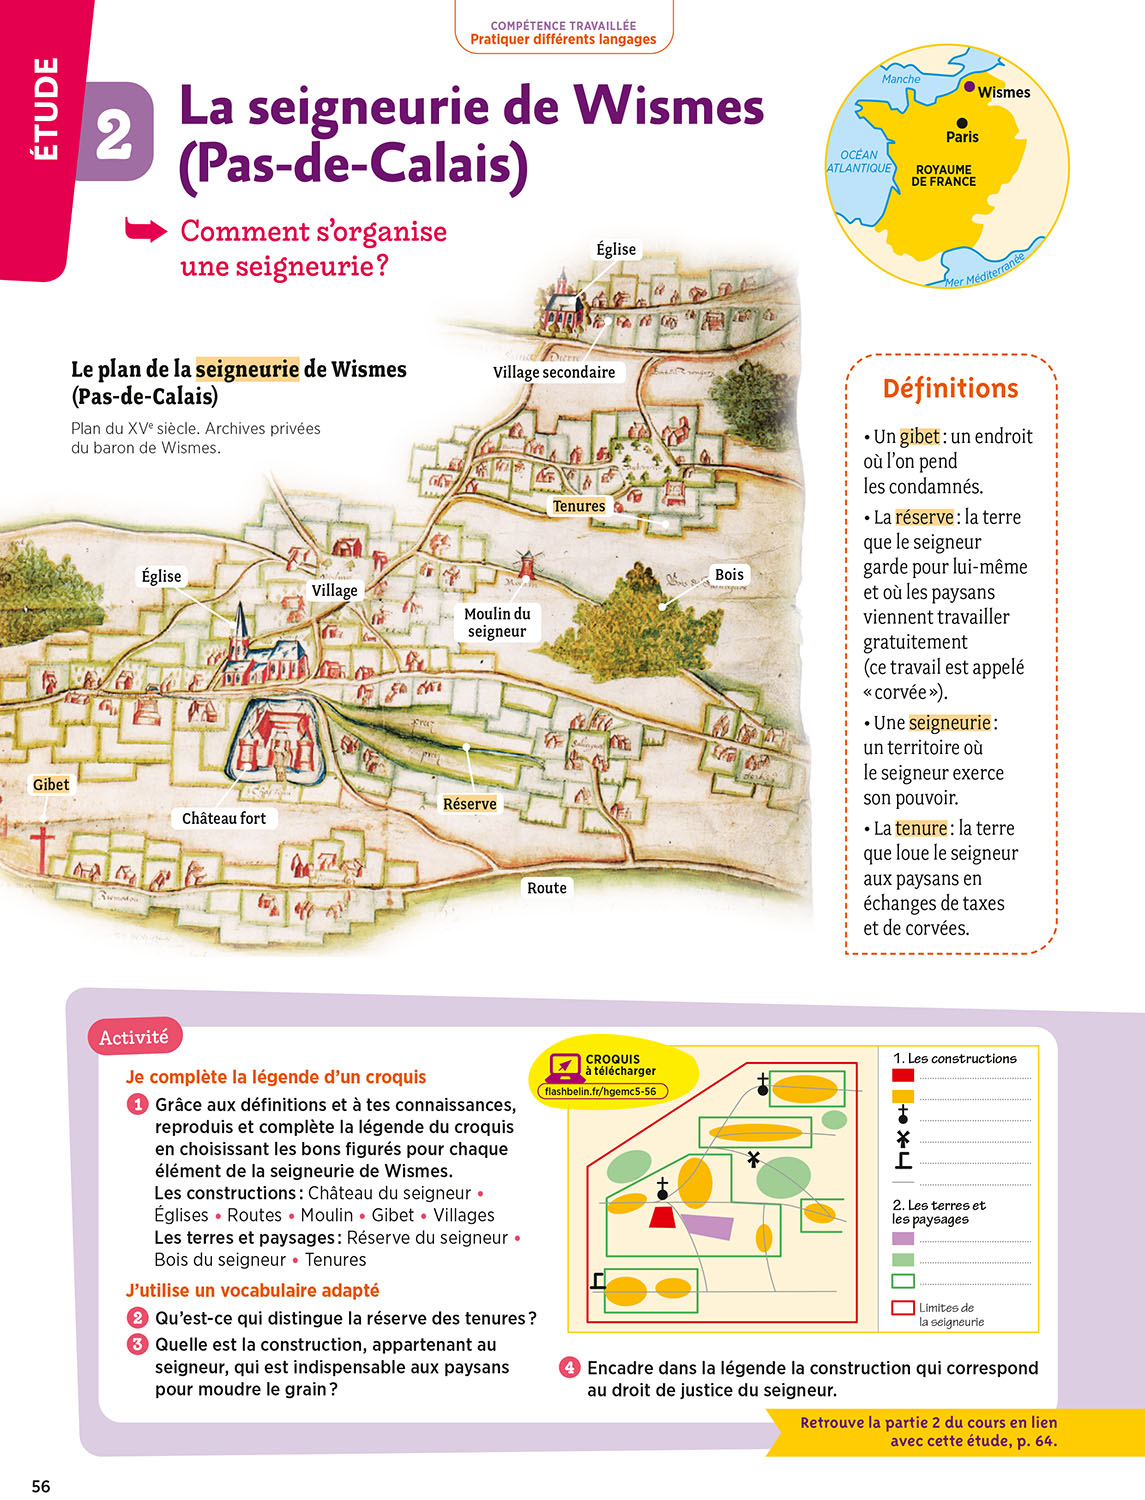 COMPÉTENCE TRAVAILLÉE
Pratiquer différents langages
ÉTUDE
2
La seigneurie de Wismes
(Pas-de-Calais)
Comment s'organise
une seigneurie ?
Manche
Wismes
Paris
OCÉAN
ATLANTIQUE
ROYAUME
DE FRANCE
Mer Méditerranée
Le plan de la seigneurie de Wismes
(Pas-de-Calais)
Plan du XVe siècle. Archives privées
du baron de Wismes.
Église
Village secondaire
Tenures
Église
Village
Moulin du
seigneur
Bois
Gibet
Château fort
Réserve
Route
Définitions
• Un gibet : un endroit
où l'on pend
les condamnés.
• La réserve : la terre
que le seigneur
garde pour lui-même
et où les paysans
viennent travailler
gratuitement
(ce travail est appelé
« corvée »).
• Une seigneurie :
un territoire où
le seigneur exerce
son pouvoir.
• La tenure : la terre
que loue le seigneur
aux paysans en
échanges de taxes
et de corvées.
Activité
Je complète la légende d'un croquis
1 Grâce aux définitions et à tes connaissances,
reproduis et complète la légende du croquis
en choisissant les bons figurés pour chaque
élément de la seigneurie de Wismes.
Les constructions : Château du seigneur •
Églises • Routes • Moulin • Gibet • Villages
Les terres et paysages : Réserve du seigneur •
Bois du seigneur • Tenures
J'utilise un vocabulaire adapté
2 Qu'est-ce qui distingue la réserve des tenures ?
3 Quelle est la construction, appartenant au
seigneur, qui est indispensable aux paysans
pour moudre le grain ?
CROQUIS
à télécharger
flashbelin.fr/hgemc5-56
1. Les constructions
2. Les terres et
les paysages
Limites de
la seigneurie
4 Encadre dans la légende la construction qui correspond
au droit de justice du seigneur.
Retrouve la partie 2 du cours en lien
avec cette étude, p. 64.
56